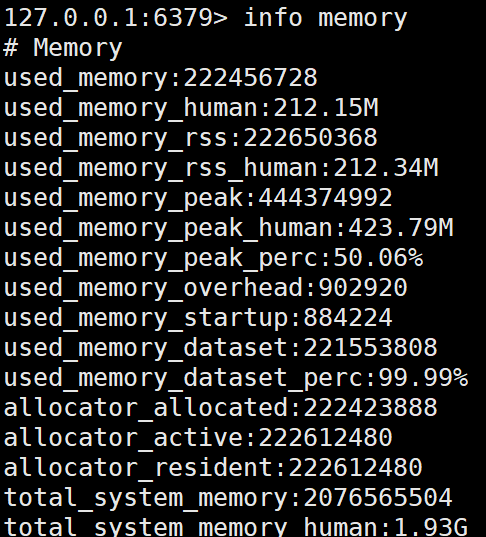 127.0.0.1:6379> info memory
# Memory
used_memory:222456728
used_memory_human:212.15M
used_memory_rss:222650368
used_memory_rss_human:212.34M
used_memory_peak:444374992
used_memory_peak_human:423.79M
used_memory_peak_perc:50.06%
used_memory_overhead:902920
used_memory_startup:884224
used_memory_dataset:221553808
used_memory_dataset_perc:99.99%
allocator_allocated:222423888
allocator_active:222612480
allocator_resident:222612480
total_system_memory:2076565504
total_system_memory_human:1.93G